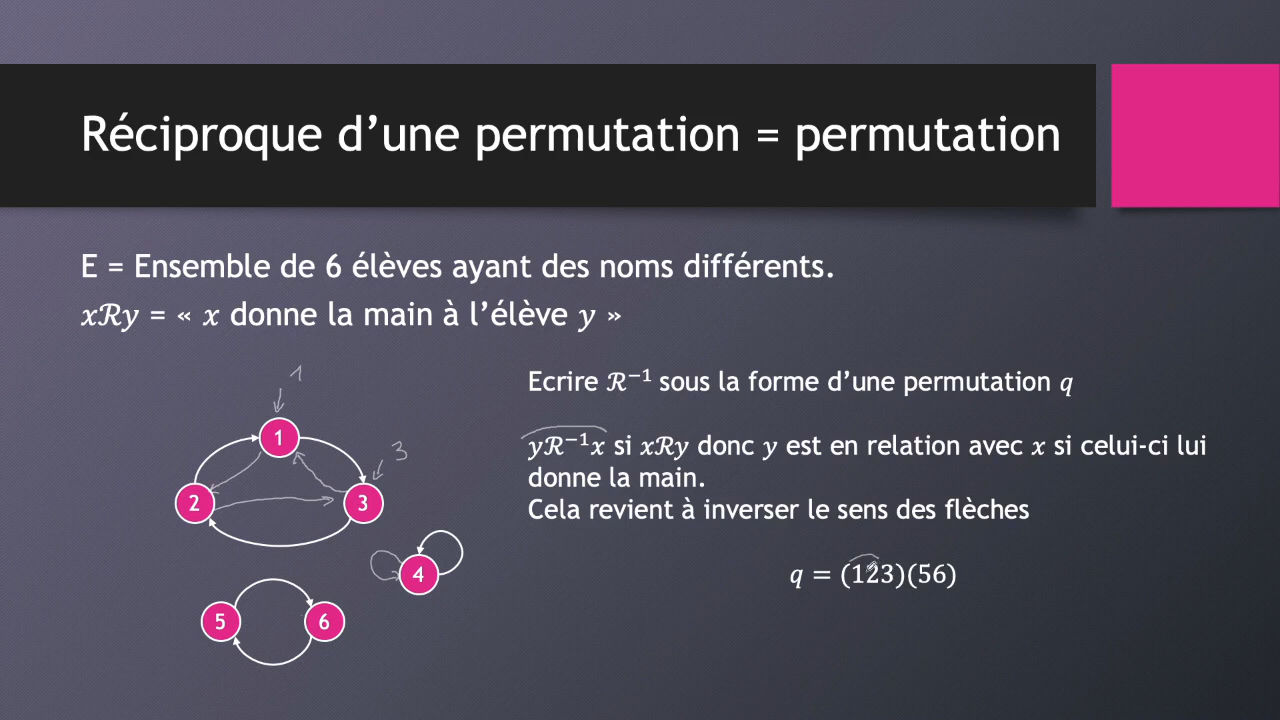 Réciproque d’une permutation = permutation
E = Ensemble de 6 élèves ayant des noms différents.
𝑥ℛ𝑦 = « 𝑥 donne la main à l’élève 𝑦 »
1
Ecrire ℛ⁻¹ sous la forme d’une permutation 𝑞
1
𝑦ℛ⁻¹𝑥 si 𝑥ℛ𝑦 donc 𝑦 est en relation avec 𝑥 si celui-ci lui
3
donne la main.
2
3
Cela revient à inverser le sens des flèches
4
𝑞 = (123)(56)
5
6